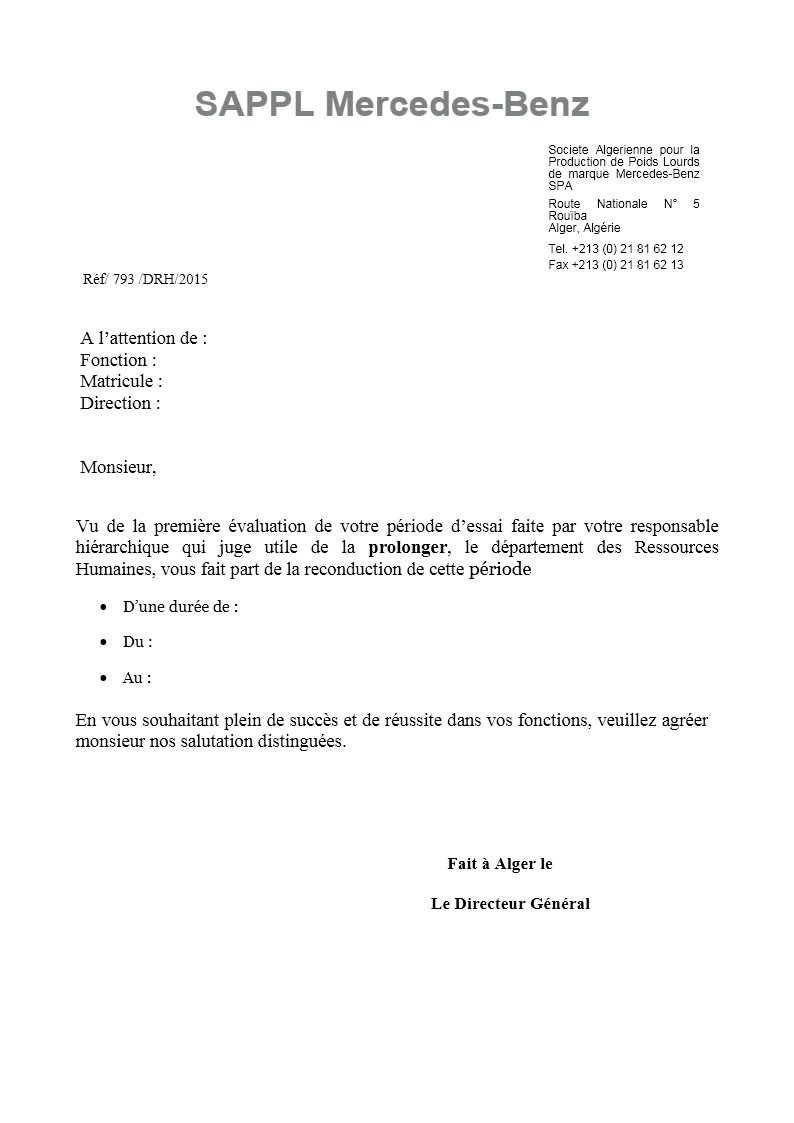 SAPPL Mercedes-Benz
Societe Algerienne pour la
Production de Poids Lourds
de marque Mercedes-Benz
SPA
Route Nationale N° 5
Rouïba
Alger, Algérie
Tel. +213 (0) 21 81 62 12
Fax +213 (0) 21 81 62 13
Réf/ 793 /DRH/2015
A l’attention de :
Fonction :
Matricule :
Direction :
Monsieur,
Vu de la première évaluation de votre période d’essai faite par votre responsable
hiérarchique qui juge utile de la prolonger, le département des Ressources
Humaines, vous fait part de la reconduction de cette période
• D’une durée de :
• Du :
• Au :
En vous souhaitant plein de succès et de réussite dans vos fonctions, veuillez agréer
monsieur nos salutation distinguées.
Fait à Alger le
Le Directeur Général